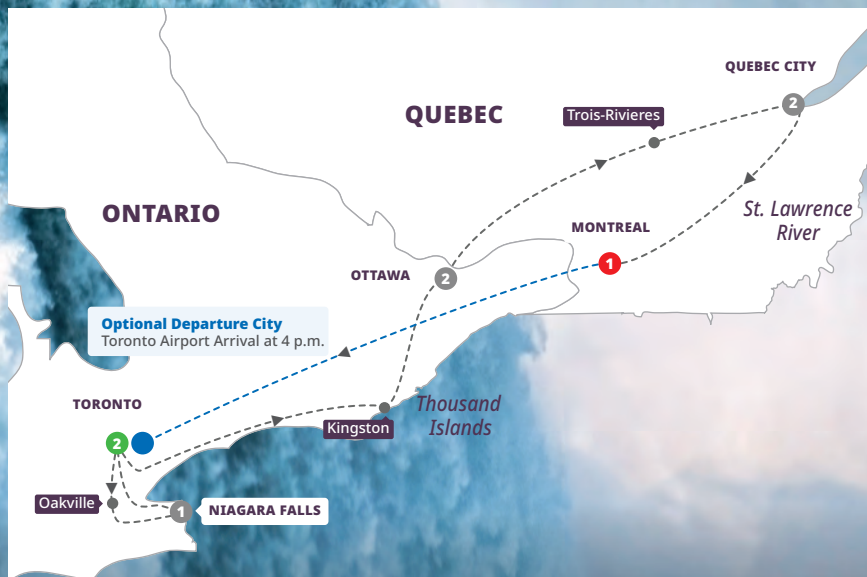 QUEBEC CITY
2
QUEBEC
Trois-Rivieres
ONTARIO
St. Lawrence
River
MONTREAL
1
OTTAWA
2
Optional Departure City
Toronto Airport Arrival at 4 p.m.
TORONTO
2
Thousand
Islands
Kingston
Oakville
1
NIAGARA FALLS